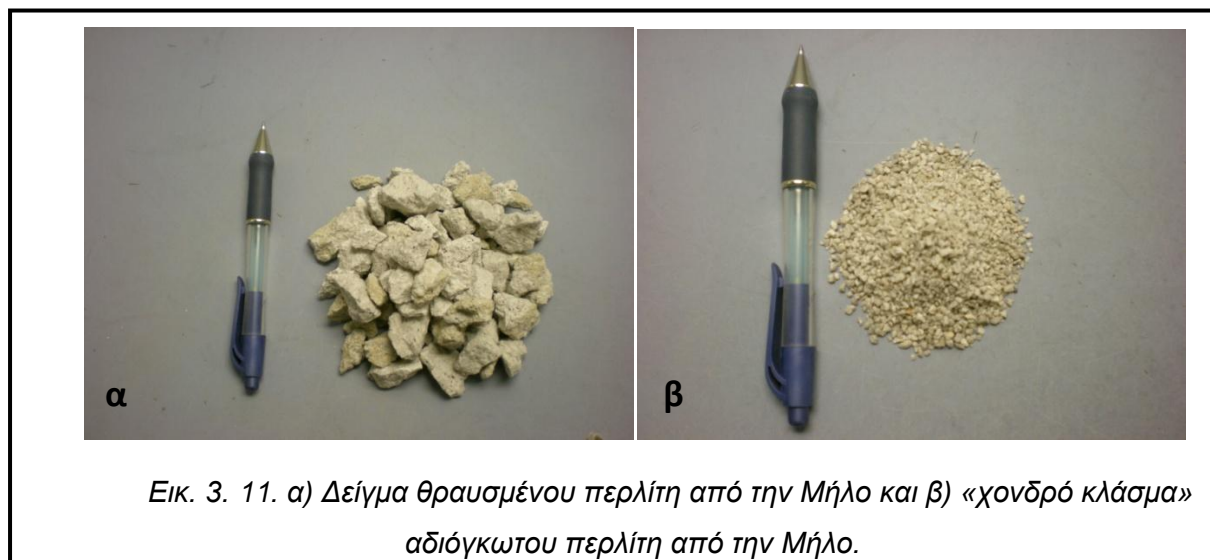 α
β
Εικ. 3. 11. α) Δείγμα θραυσμένου περλίτη από την Μήλο και β) «χονδρό κλάσμα»
αδιόγκωτου περλίτη από την Μήλο.